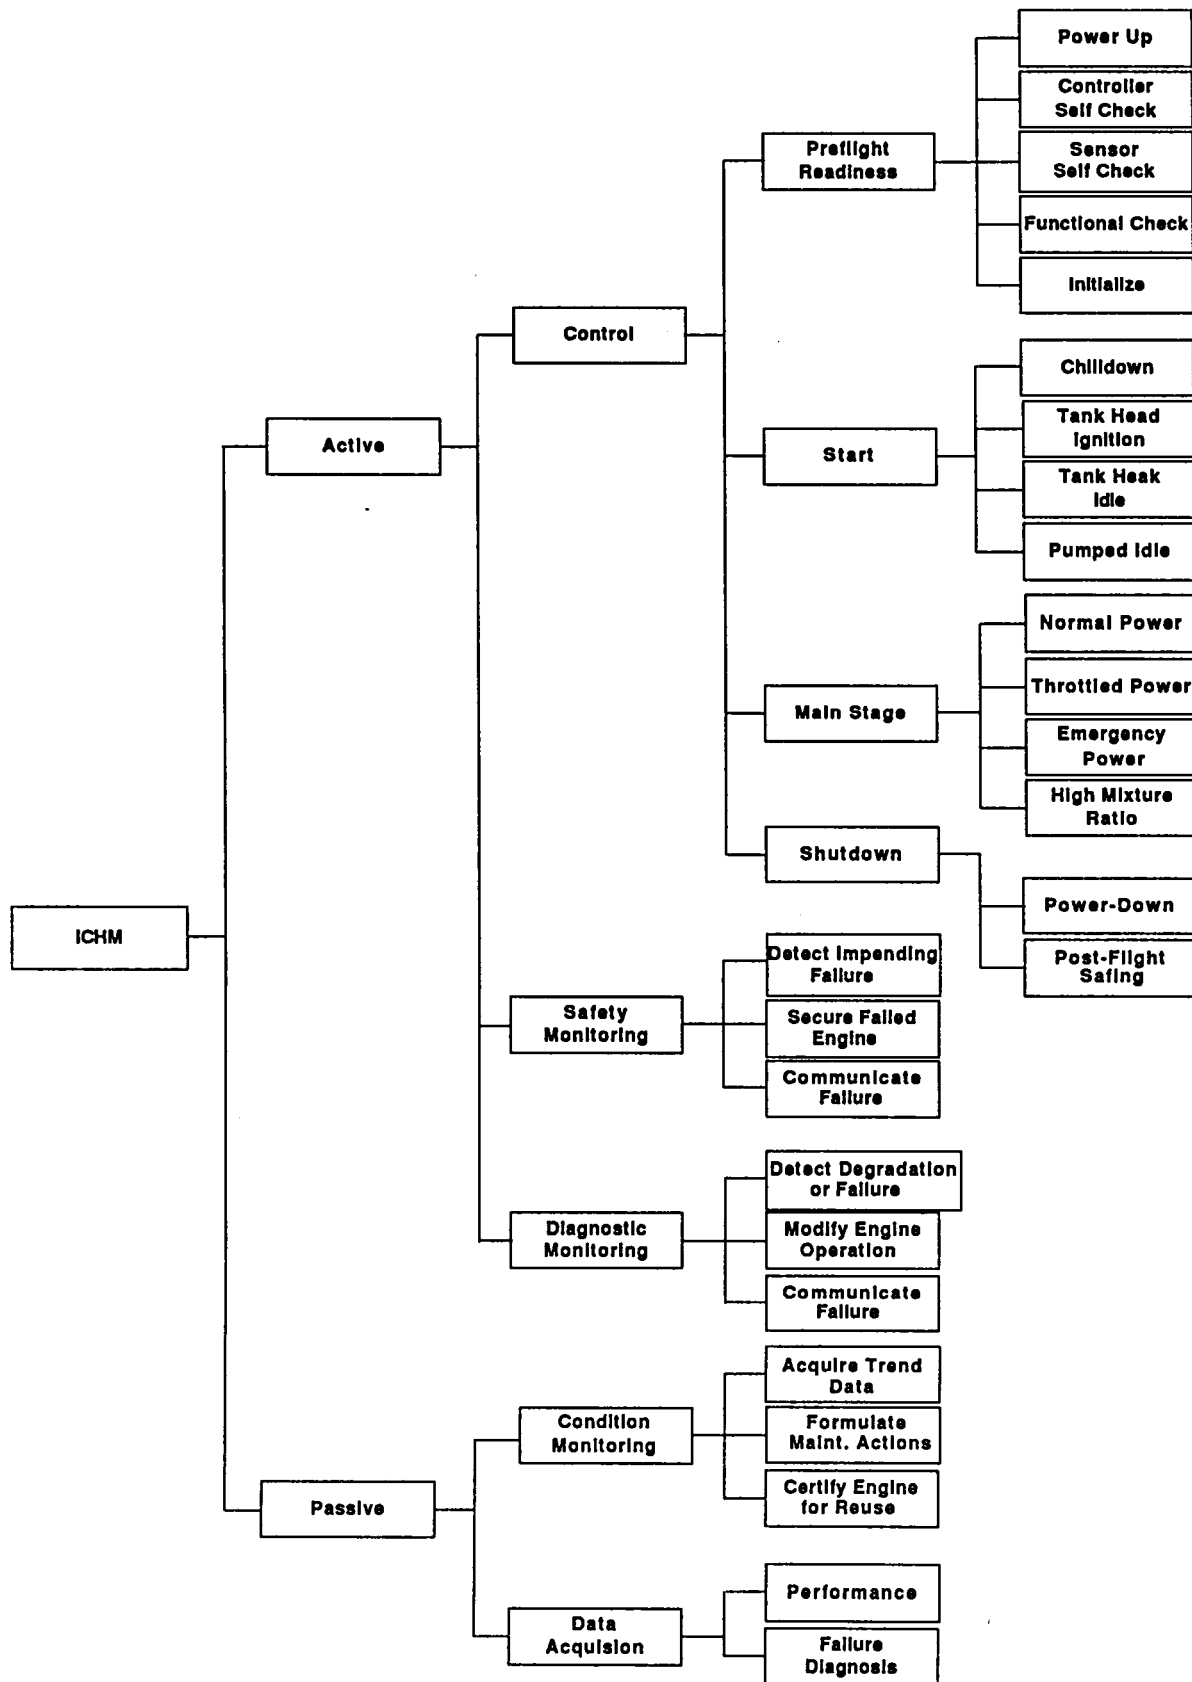 Power Up
Controller
Self Check
Preflight
Readiness
Sensor
Self Check
Functional Check
Initialize
Control
Chilldown
Active
Tank Head
Ignition
Start
Tank Heak
Idle
Pumped Idle
Normal Power
Throttled Power
Main Stage
Emergency
Power
High Mixture
Ratio
Shutdown
Power-Down
ICHM
Detect Impending
Failure
Post-Flight
Safing
Safety
Monitoring
Secure Failed
Engine
Communicate
Failure
Detect Degradation
or Failure
Diagnostic
Monitoring
Modify Engine
Operation
Communicate
Failure
Acquire Trend
Data
Condition
Monitoring
Formulate
Maint. Actions
Certify Engine
for Reuse
Passive
Performance
Data
Acquision
Failure
Diagnosis